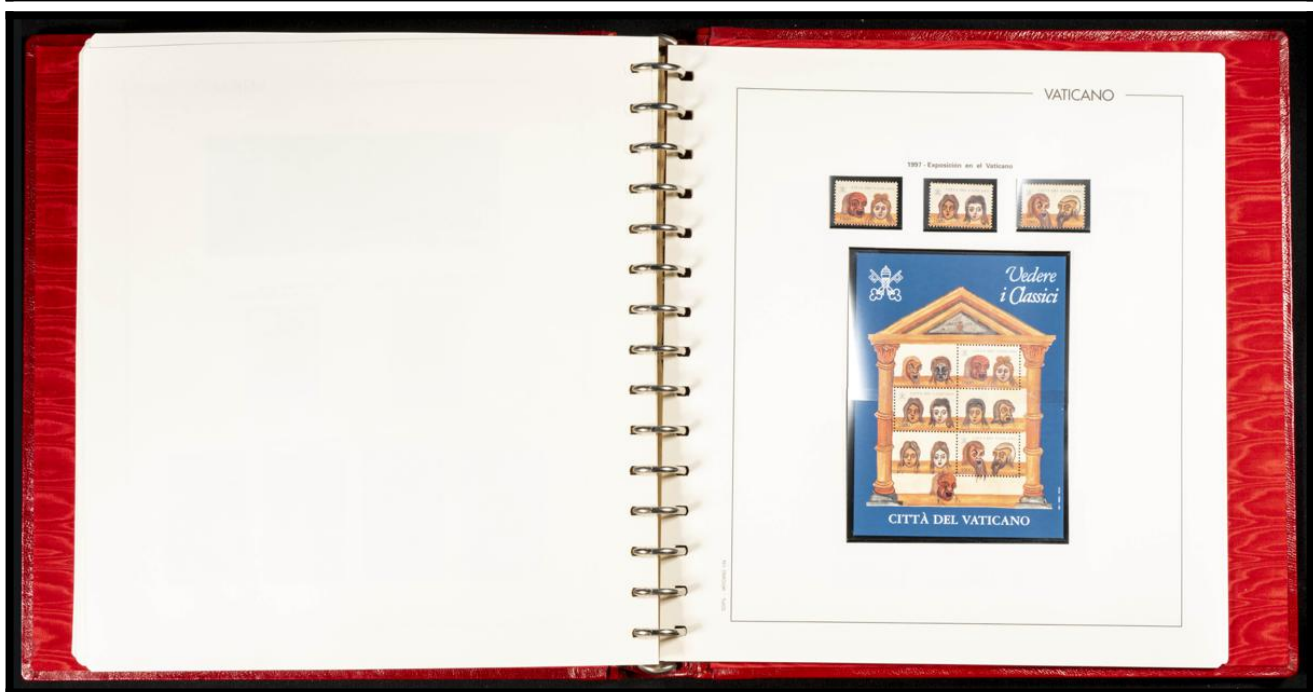 VATICANO
1997 - Exposición en el Vaticano
Vedere
i Classici
CITTÀ DEL VATICANO